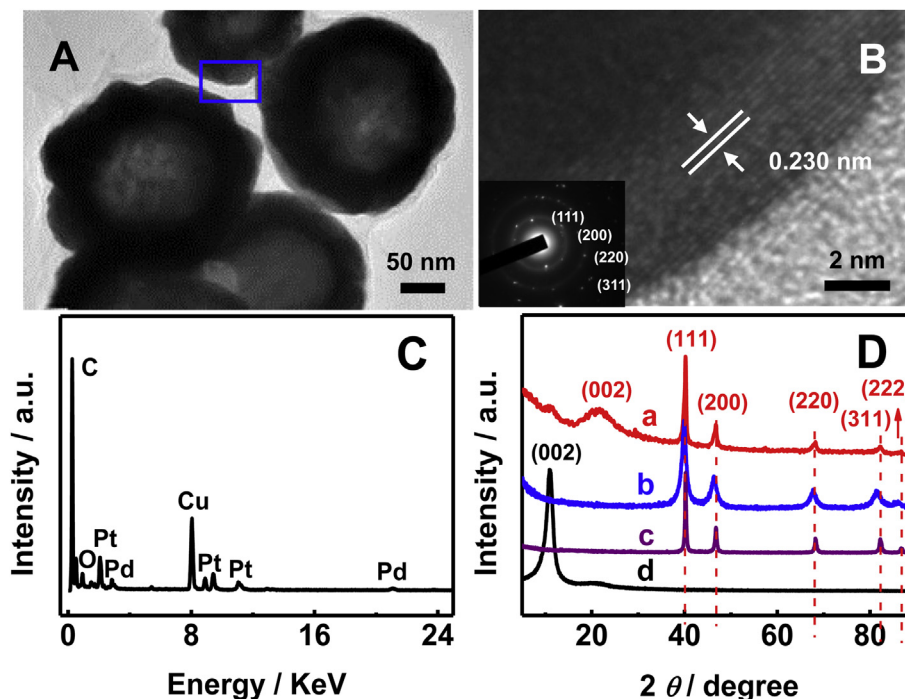 A
50 nm
B
0.230 nm
(111)
(200)
(220)
(311)
2 nm
C
C
O
Pt
Pd
Cu
Pt
Pt
Pd
Intensity / a.u.
0 8 16 24
Energy / KeV
D
(111)
(002)
(200)
(220)
(311)
(222
a
(002)
b
c
d
Intensity / a.u.
20 40 60 80
2 θ / degree